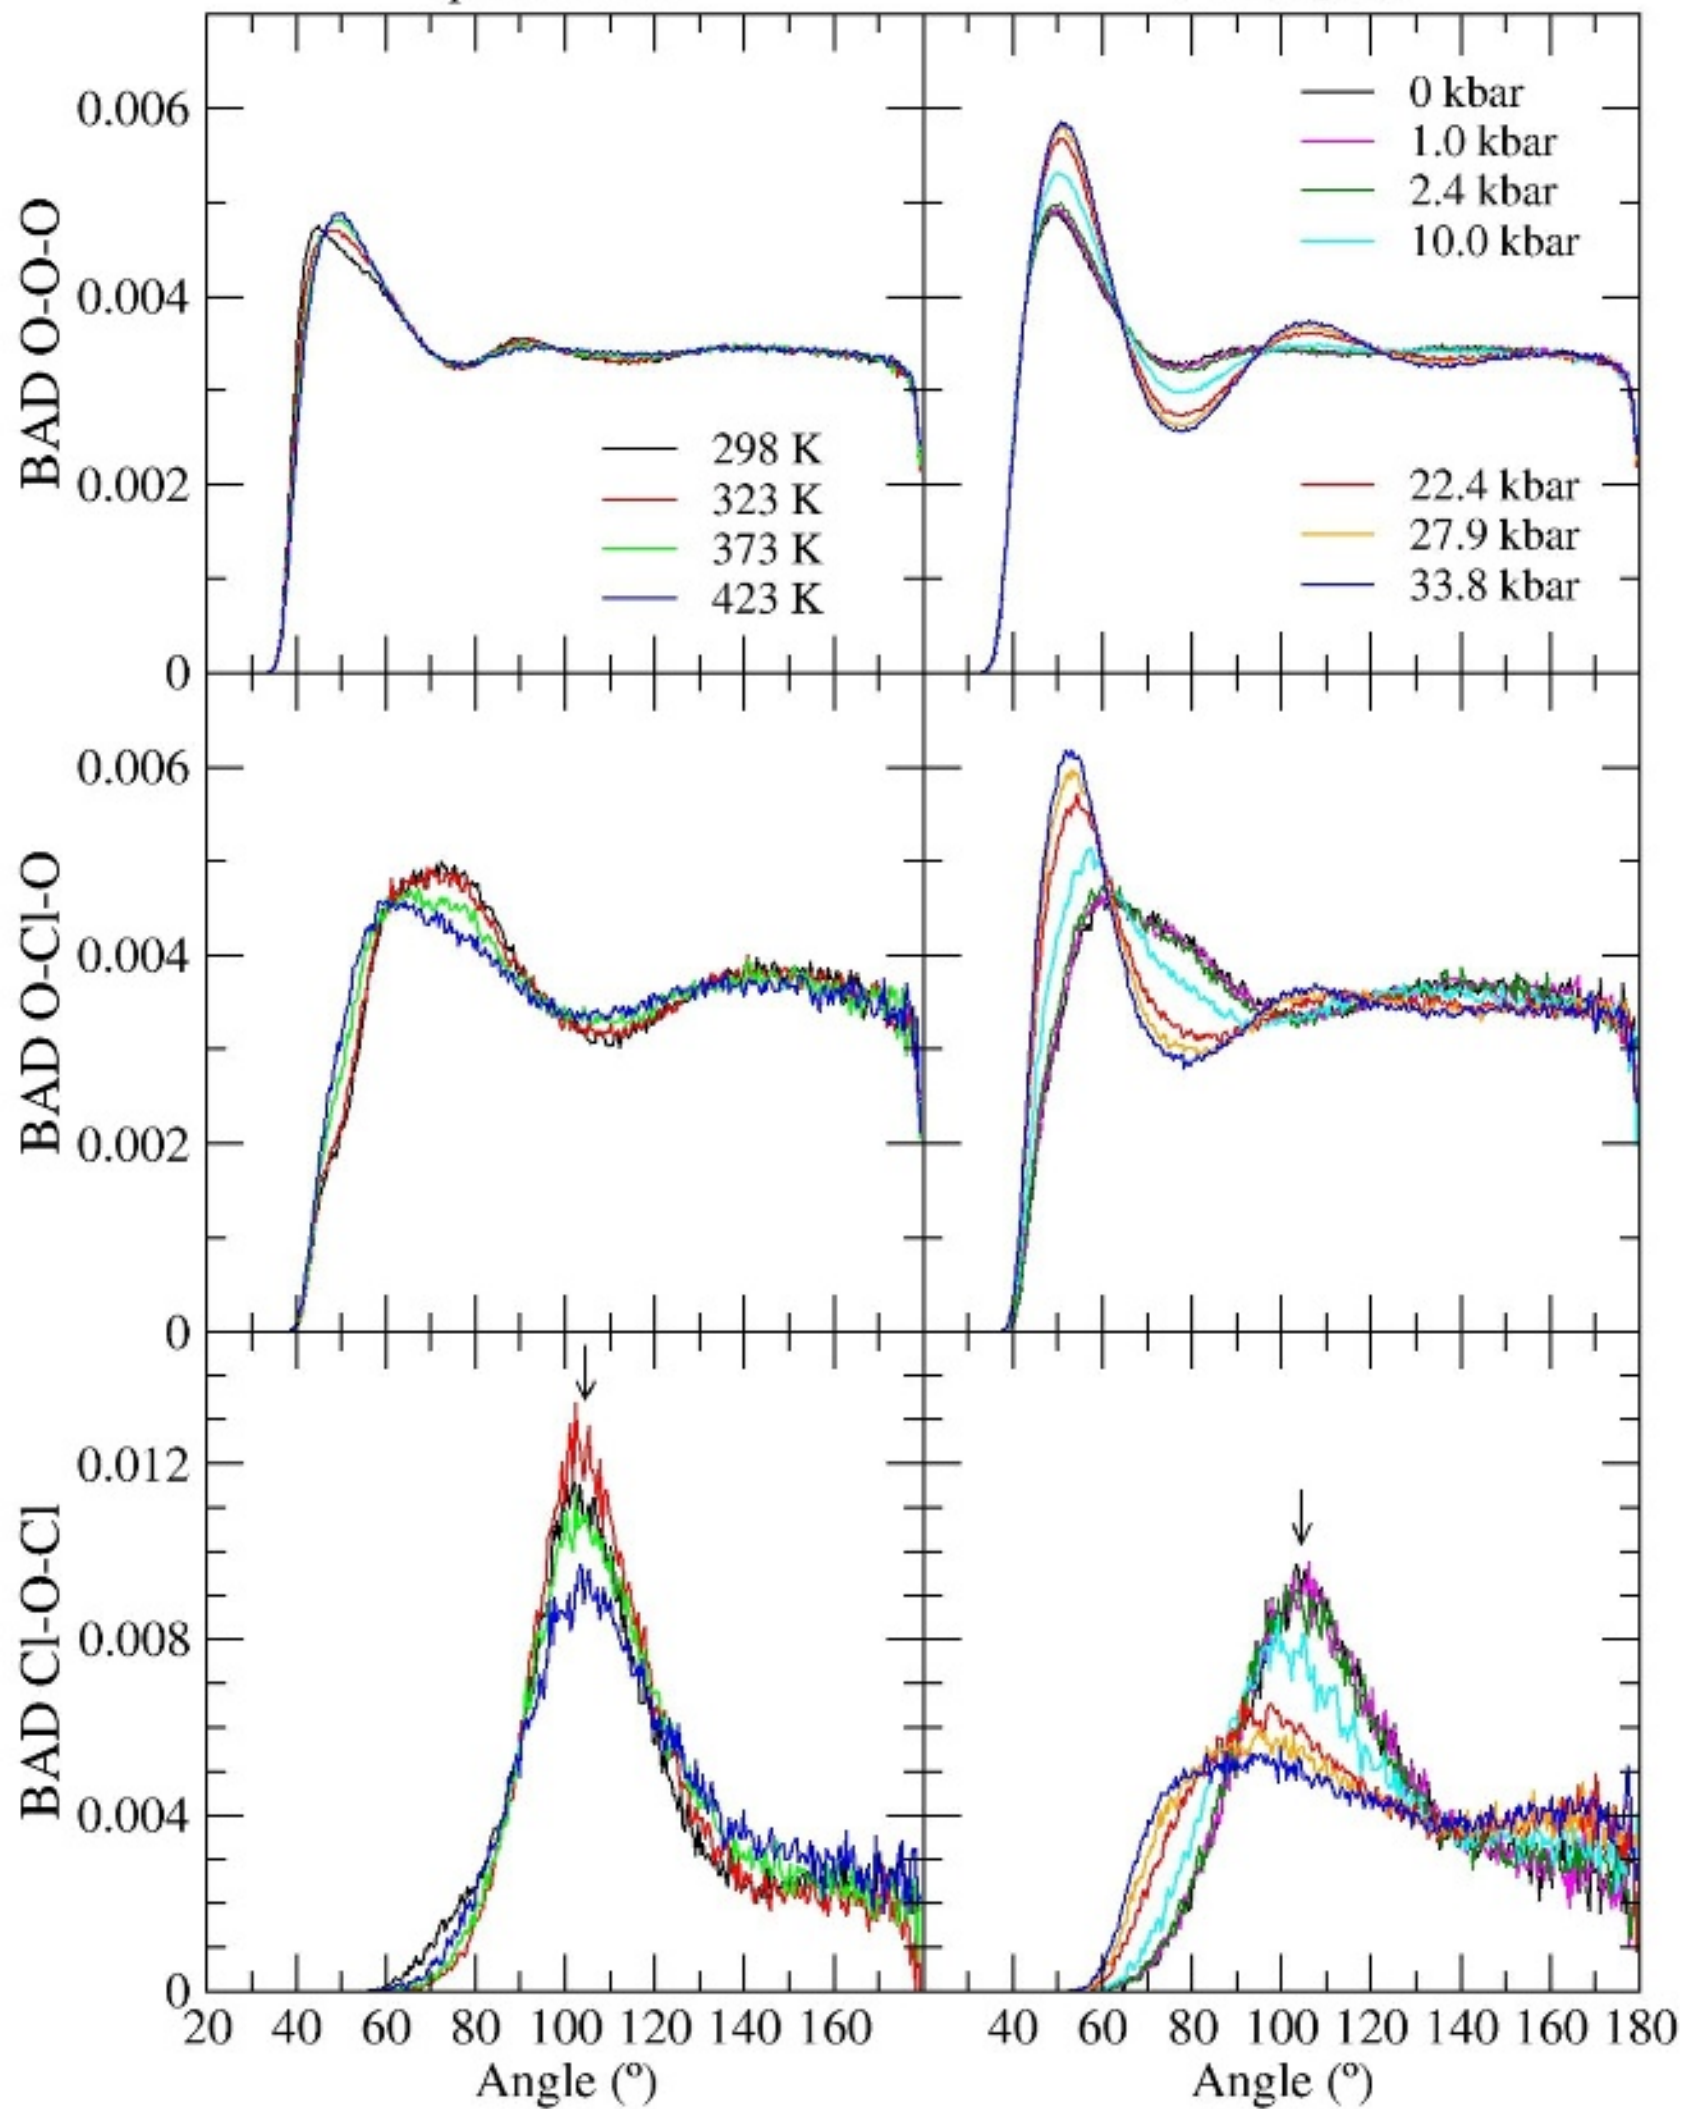 0.006
0.004
0.002
0
BAD O-O-O
298 K
323 K
373 K
423 K
0 kbar
1.0 kbar
2.4 kbar
10.0 kbar
22.4 kbar
27.9 kbar
33.8 kbar
0.006
0.004
0.002
0
BAD O-Cl-O
0.012
0.008
0.004
0
BAD Cl-O-Cl
20 40 60 80 100 120 140 160
40 60 80 100 120 140 160 180
Angle (º)
Angle (º)